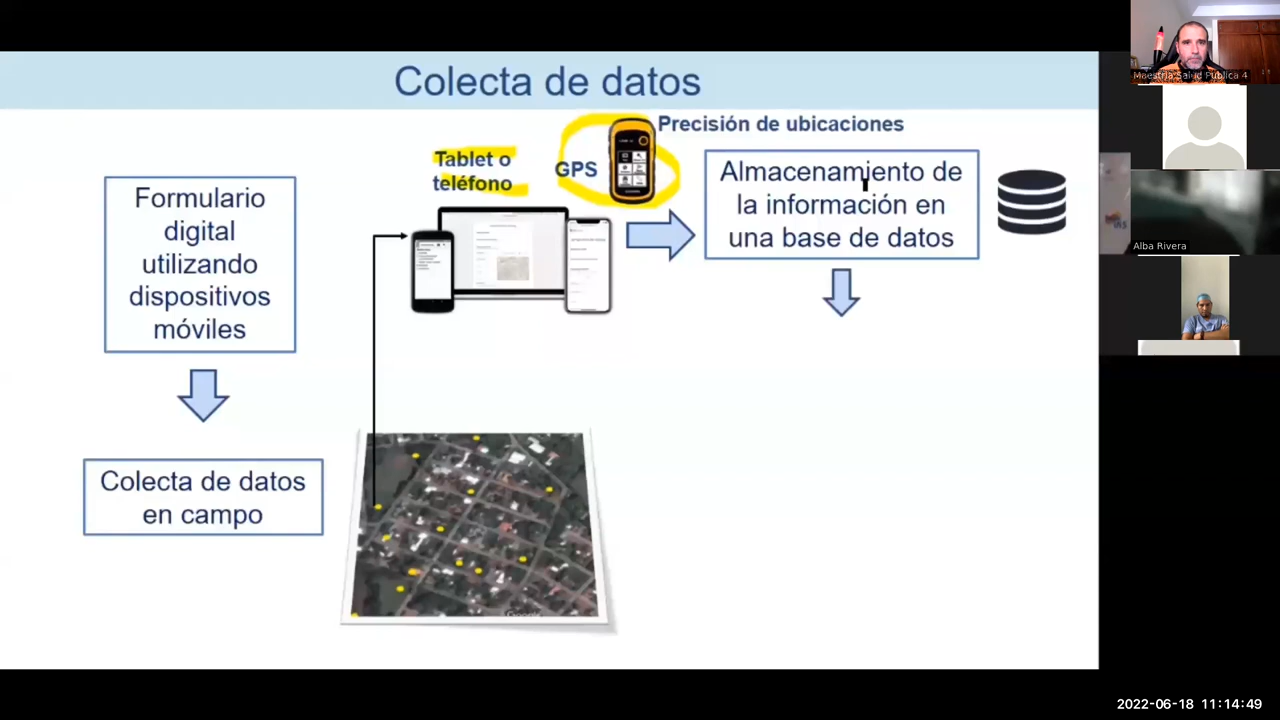 Colecta de datos
Formulario
digital
utilizando
dispositivos
móviles
Colecta de datos
en campo
Tablet o
teléfono
GPS
Precisión de ubicaciones
Almacenamiento de
la información en
una base de datos
Maestría Salud Pública 4
Alba Rivera
2022-06-18 11:14:49